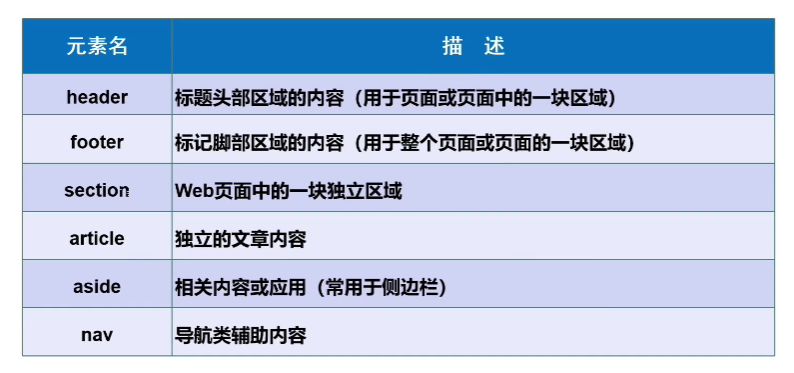 元素名 描 述
header 标题头部区域的内容（用于页面或页面中的一块区域）
footer 标记脚部区域的内容（用于整个页面或页面的一块区域）
section Web页面中的一块独立区域
article 独立的文章内容
aside 相关内容或应用（常用于侧边栏）
nav 导航类辅助内容